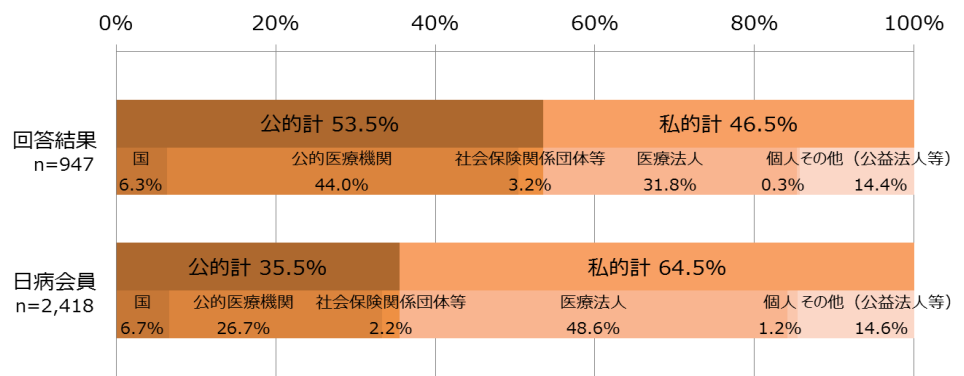 0% 20% 40% 60% 80% 100%
公的計 53.5% 私的計 46.5%
回答結果
n=947
国 公的医療機関 社会保険関係団体等 医療法人 個人 その他（公益法人等）
6.3% 44.0% 3.2% 31.8% 0.3% 14.4%
公的計 35.5% 私的計 64.5%
日病会員
n=2,418
国 公的医療機関 社会保険関係団体等 医療法人 個人 その他（公益法人等）
6.7% 26.7% 2.2% 48.6% 1.2% 14.6%